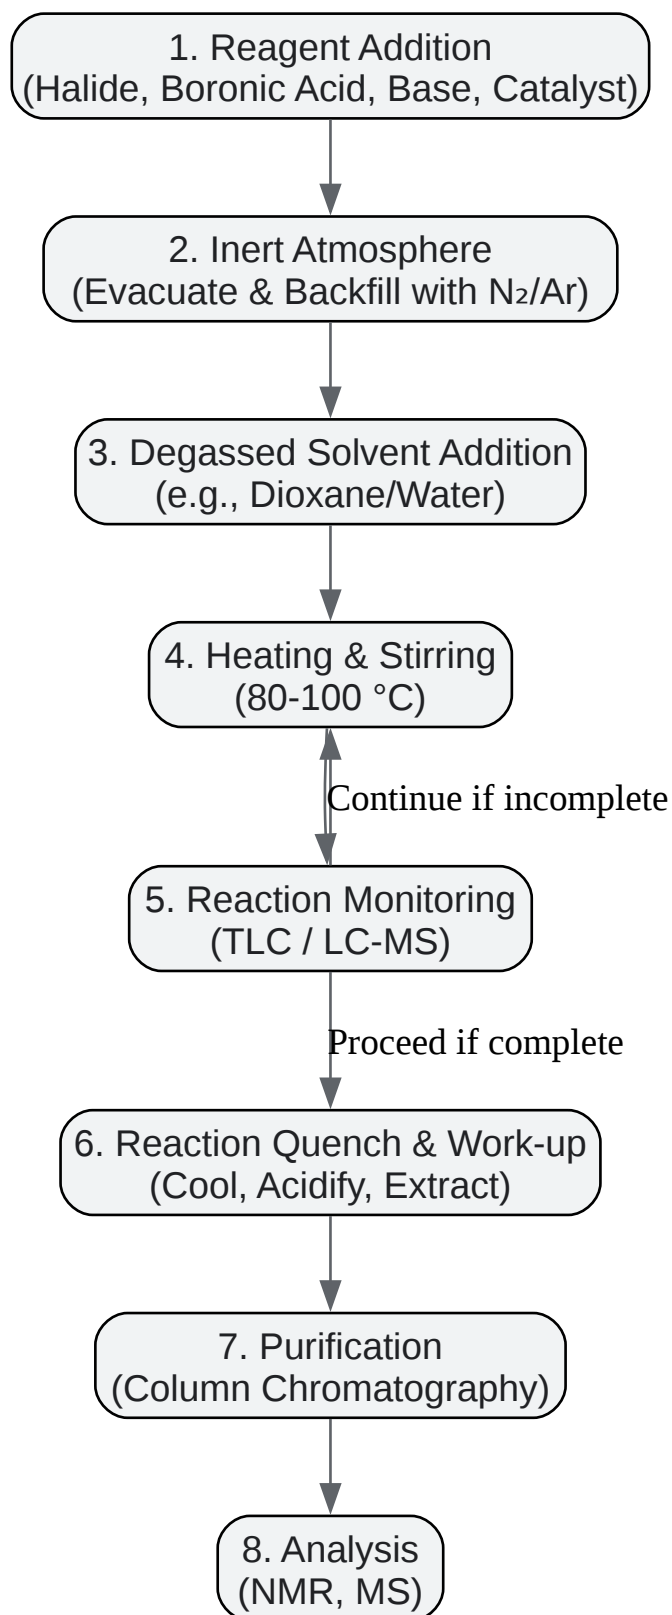 1. Reagent Addition
(Halide, Boronic Acid, Base, Catalyst)
2. Inert Atmosphere
(Evacuate & Backfill with N₂/Ar)
3. Degassed Solvent Addition
(e.g., Dioxane/Water)
4. Heating & Stirring
(80-100 °C)
Continue if incomplete
5. Reaction Monitoring
(TLC / LC-MS)
Proceed if complete
6. Reaction Quench & Work-up
(Cool, Acidify, Extract)
7. Purification
(Column Chromatography)
8. Analysis
(NMR, MS)